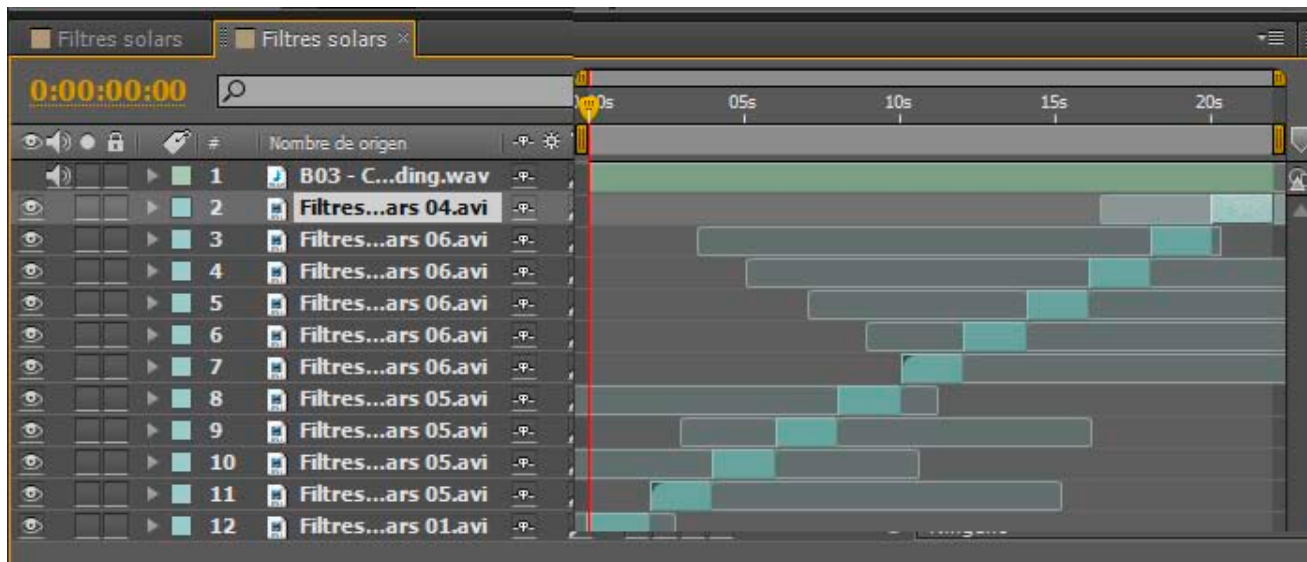 Filtres solars Filtres solars ×
0:00:00:00
00s 05s 10s 15s 20s
# Nombre de origen
1 B03 - C...ding.wav
2 Filtres...ars 04.avi
3 Filtres...ars 06.avi
4 Filtres...ars 06.avi
5 Filtres...ars 06.avi
6 Filtres...ars 06.avi
7 Filtres...ars 06.avi
8 Filtres...ars 05.avi
9 Filtres...ars 05.avi
10 Filtres...ars 05.avi
11 Filtres...ars 05.avi
12 Filtres...ars 01.avi